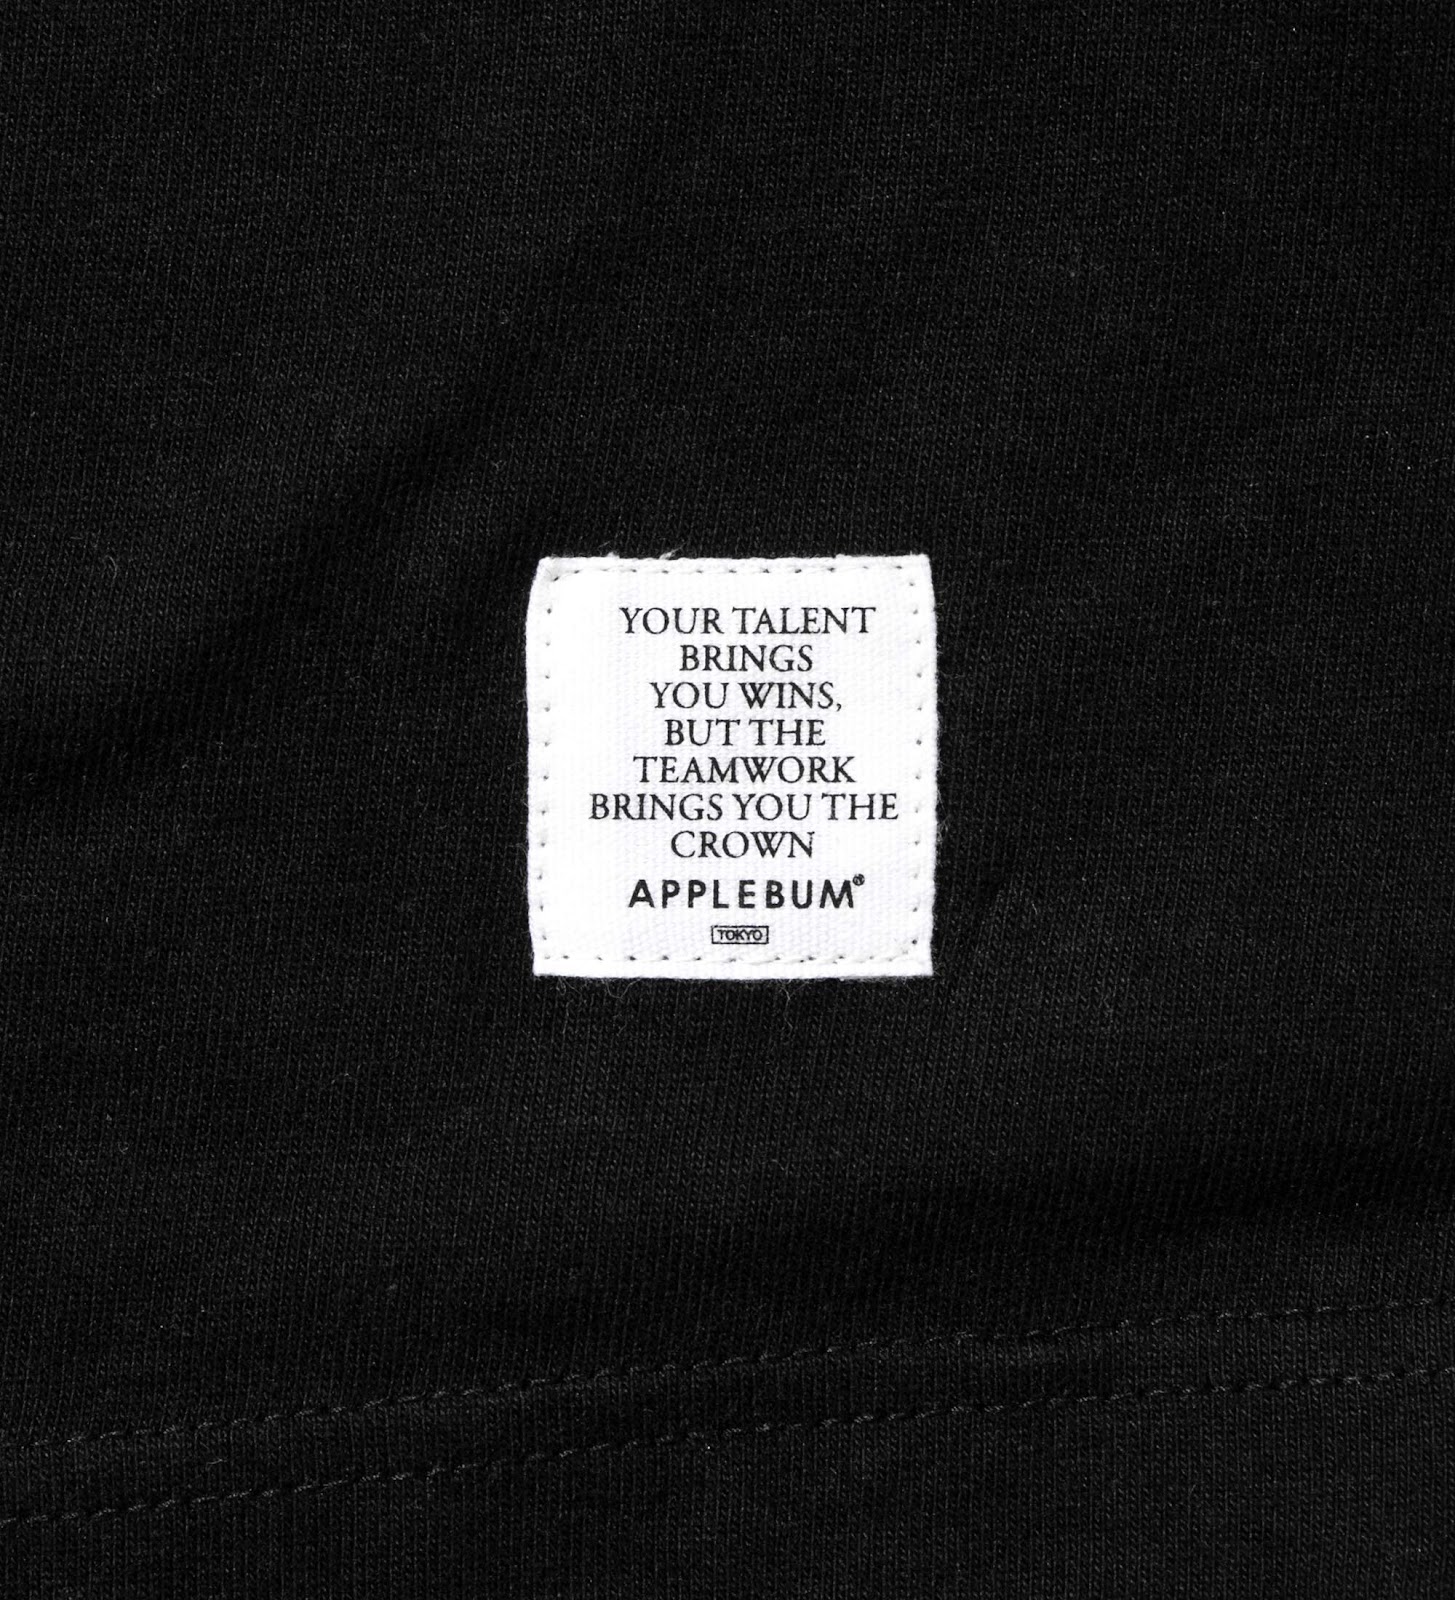 YOUR TALENT
BRINGS
YOU WINS,
BUT THE
TEAMWORK
BRINGS YOU THE
CROWN
APPLEBUM®
TOKYO